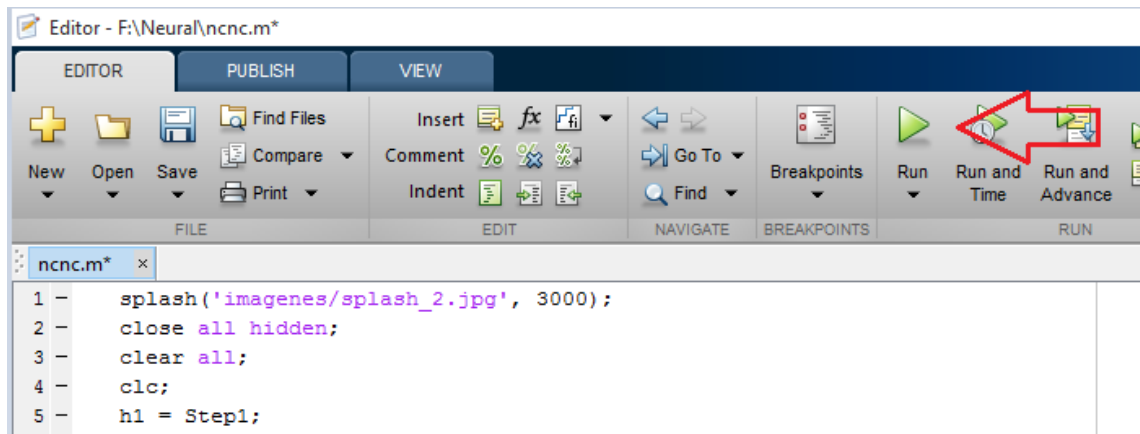 Editor - F:\Neural\ncnc.m*
EDITOR PUBLISH VIEW
New Open Save Find Files Compare Print
Insert fx
Comment
Indent
Go To
Find
Breakpoints
Run Run and Time Run and Advance
FILE EDIT NAVIGATE BREAKPOINTS RUN
ncnc.m* ×
1 – splash('imagenes/splash_2.jpg', 3000);
2 – close all hidden;
3 – clear all;
4 – clc;
5 – h1 = Step1;